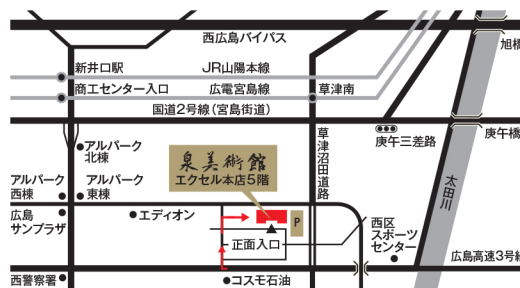 西広島バイパス
旭橋
新井口駅
JR山陽本線
商工センター入口
広電宮島線
草津南
国道2号線(宮島街道)
庚午三差路
庚午橋
アルパーク
北棟
泉美術館
エクセル本店5階
草津沼田道路
太田川
アルパーク
西棟
アルパーク
東棟
広島
サンプラザ
エディオン
P
正面入口
西区
スポーツ
センター
広島高速3号線
西警察署
コスモ石油